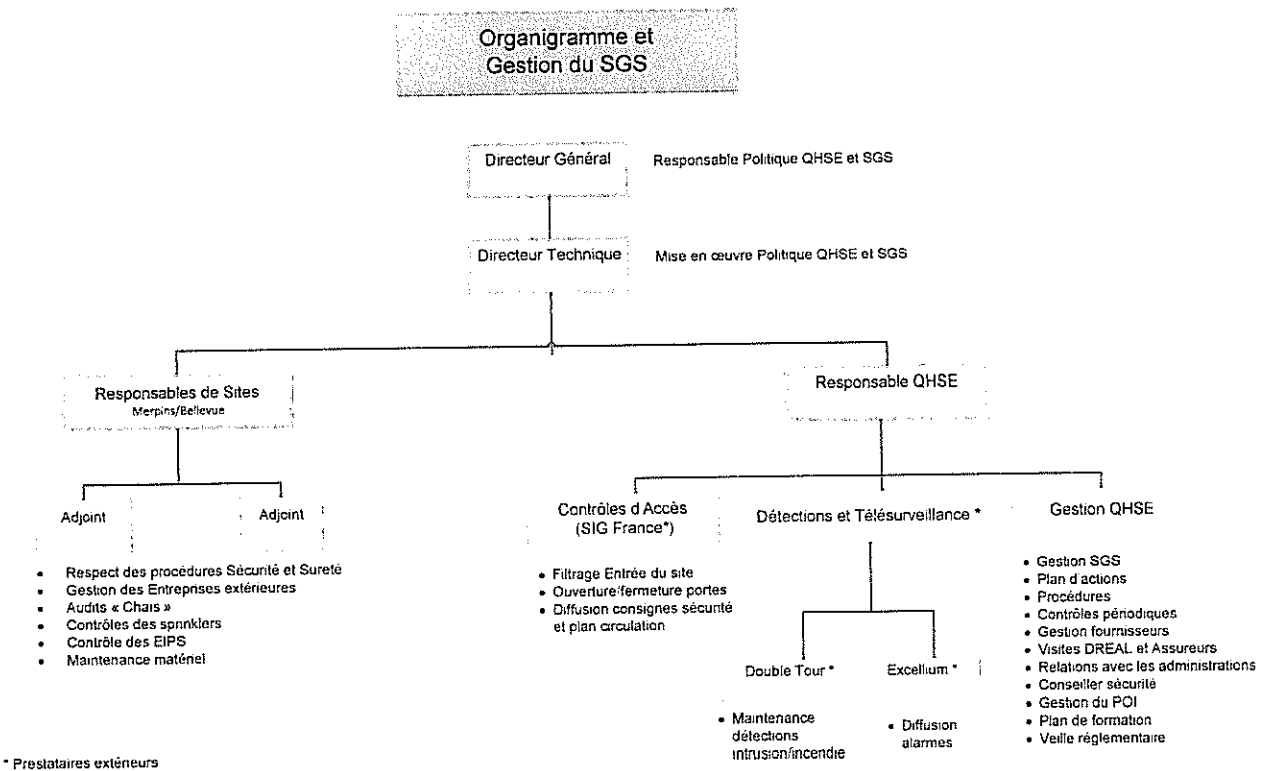 Organigramme et
Gestion du SGS
Directeur Général
Responsable Politique QHSE et SGS
Directeur Technique
Mise en œuvre Politique QHSE et SGS
Responsables de Sites
Merpins/Bellevue
Responsable QHSE
Adjoint
Adjoint
• Respect des procédures Sécurité et Sureté
• Gestion des Entreprises extérieures
• Audits « Chais »
• Contrôles des sprinklers
• Contrôle des EIPS
• Maintenance matériel
Contrôles d'Accès
(SIG France*)
• Filtrage Entrée du site
• Ouverture/fermeture portes
• Diffusion consignes sécurité
et plan circulation
Détections et Télésurveillance *
Double Tour *
• Maintenance
détections
intrusion/incendie
Excellium *
• Diffusion
alarmes
Gestion QHSE
• Gestion SGS
• Plan d'actions
• Procédures
• Contrôles périodiques
• Gestion fournisseurs
• Visites DREAL et Assureurs
• Relations avec les administrations
• Conseiller sécurité
• Gestion du POI
• Plan de formation
• Veille réglementaire
* Prestataires extérieurs